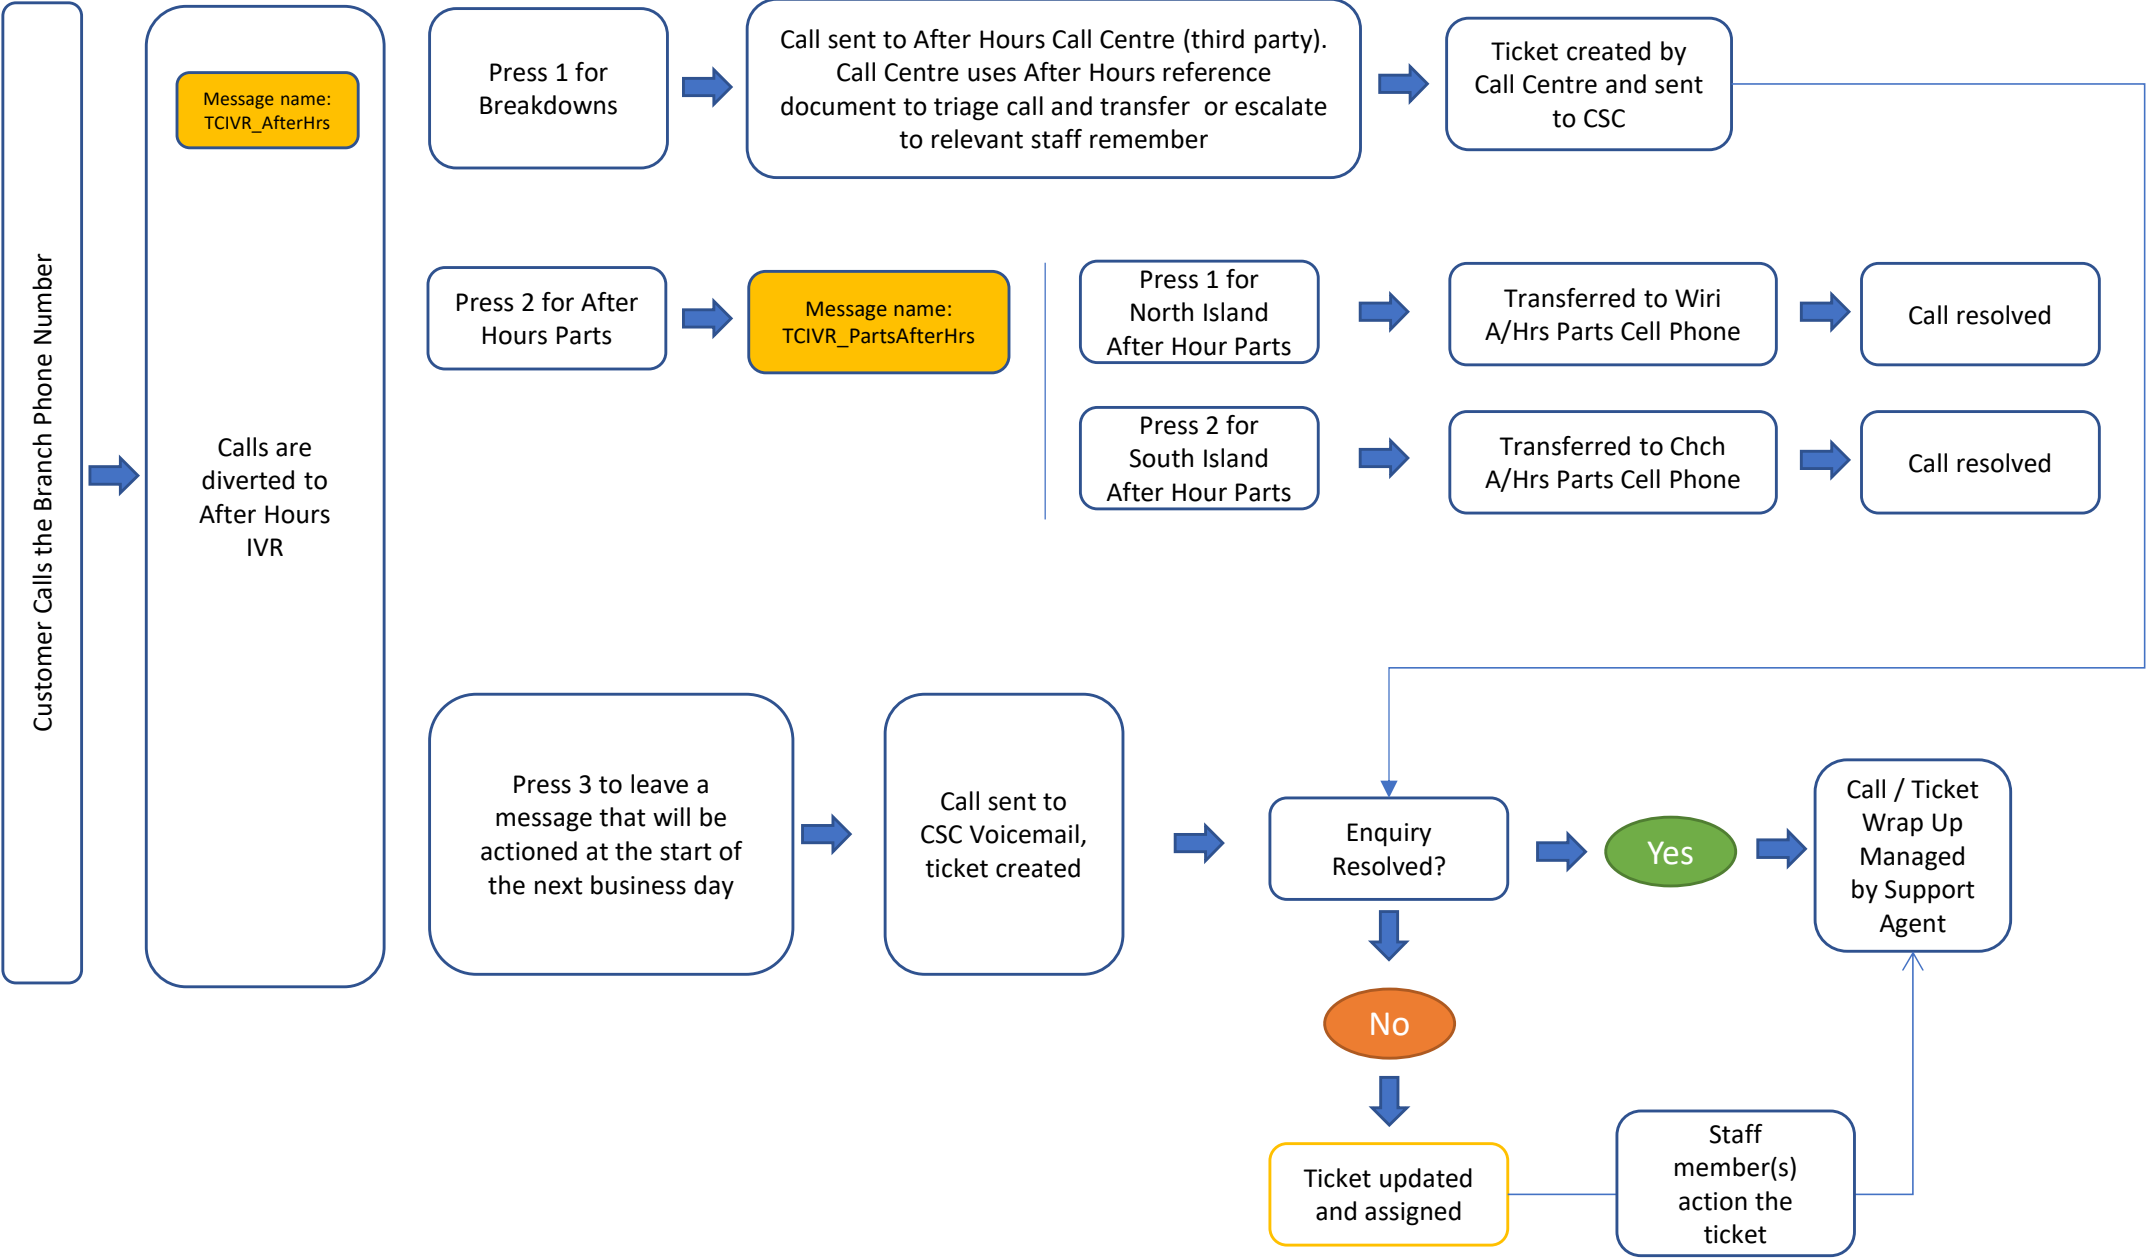 Customer Calls the Branch Phone Number
Message name:
TCIVR_AfterHrs
Calls are
diverted to
After Hours
IVR
Press 1 for
Breakdowns
Call sent to After Hours Call Centre (third party).
Call Centre uses After Hours reference
document to triage call and transfer  or escalate
to relevant staff remember
Ticket created by
Call Centre and sent
to CSC
Press 2 for After
Hours Parts
Message name:
TCIVR_PartsAfterHrs
Press 1 for
North Island
After Hour Parts
Transferred to Wiri
A/Hrs Parts Cell Phone
Call resolved
Press 2 for
South Island
After Hour Parts
Transferred to Chch
A/Hrs Parts Cell Phone
Call resolved
Press 3 to leave a
message that will be
actioned at the start of
the next business day
Call sent to
CSC Voicemail,
ticket created
Enquiry
Resolved?
Yes
Call / Ticket
Wrap Up
Managed
by Support
Agent
No
Ticket updated
and assigned
Staff
member(s)
action the
ticket